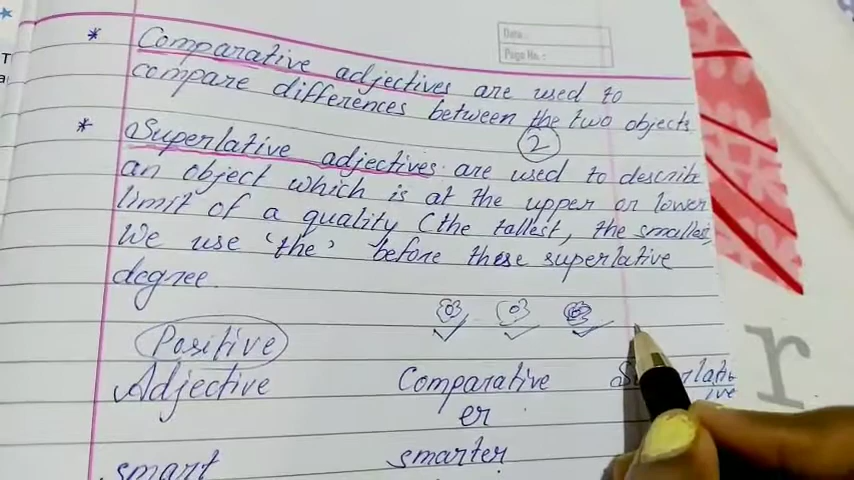 Date:
Page No.:
* Comparative adjectives are used to
compare differences between the two objects
2
* Superlative adjectives are used to describe
an object which is at the upper or lower
limit of a quality (the tallest, the smallest,
We use 'the' before these superlative
degree.
Positive
Adjective Comparative
er
smart smarter
r